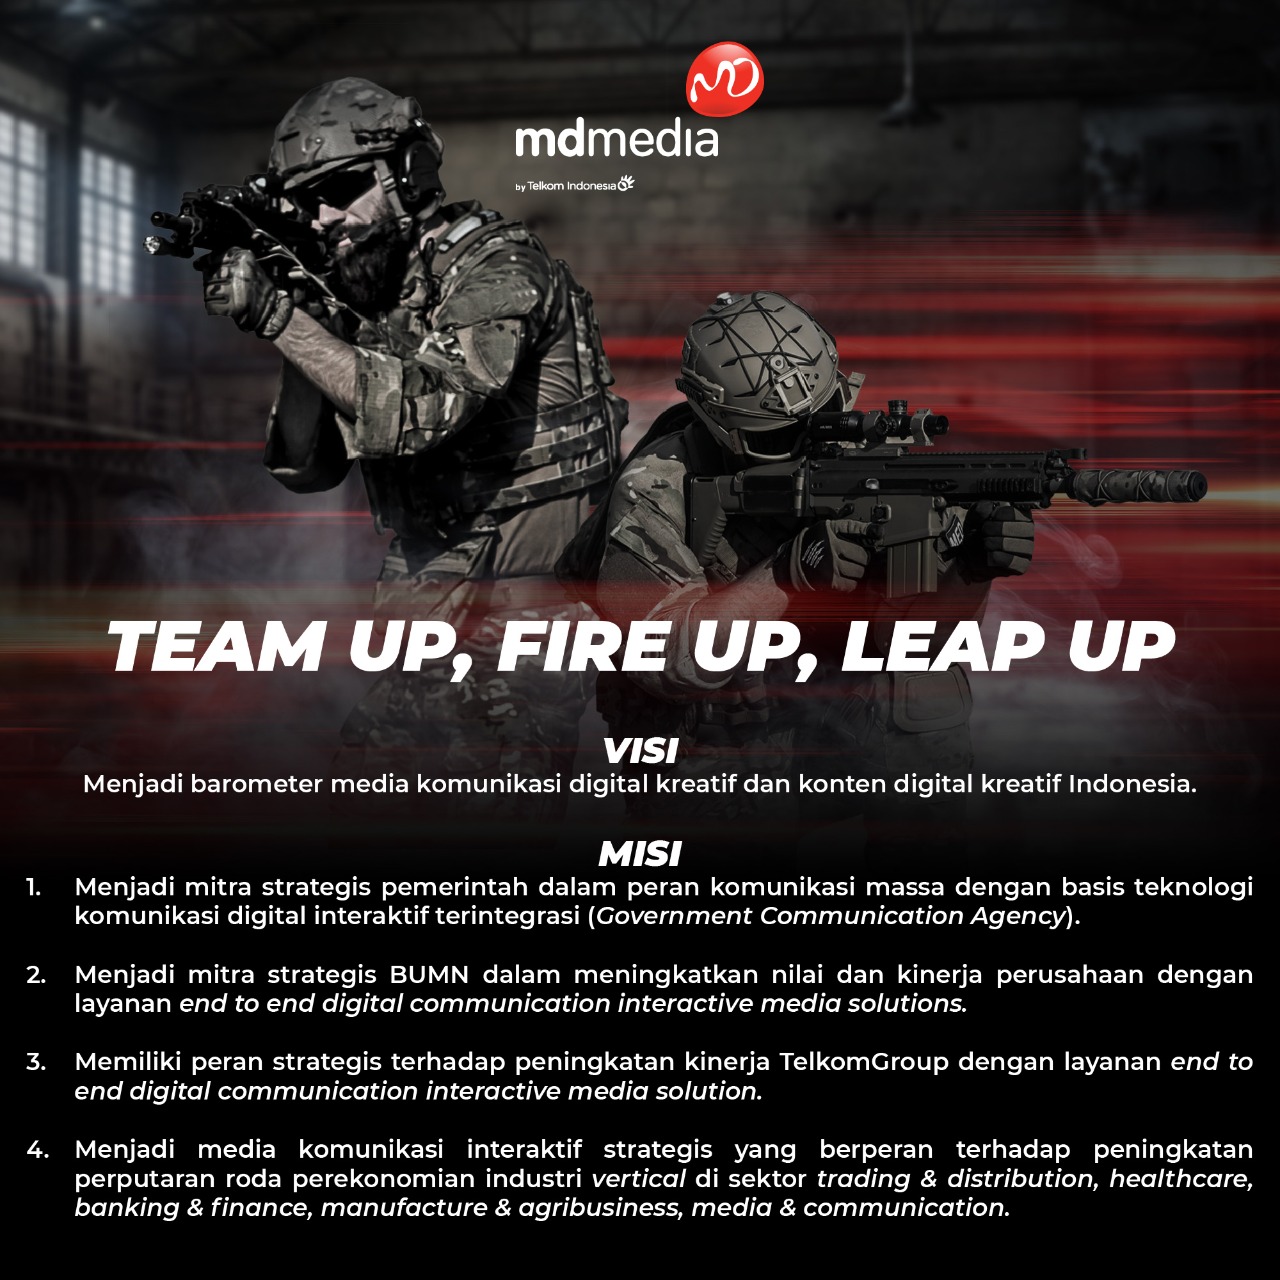 mdmedia
by Telkom Indonesia
TEAM UP, FIRE UP, LEAP UP
VISI
Menjadi barometer media komunikasi digital kreatif dan konten digital kreatif Indonesia.
MISI
1. Menjadi mitra strategis pemerintah dalam peran komunikasi massa dengan basis teknologi
komunikasi digital interaktif terintegrasi (Government Communication Agency).
2. Menjadi mitra strategis BUMN dalam meningkatkan nilai dan kinerja perusahaan dengan
layanan end to end digital communication interactive media solutions.
3. Memiliki peran strategis terhadap peningkatan kinerja TelkomGroup dengan layanan end to
end digital communication interactive media solution.
4. Menjadi media komunikasi interaktif strategis yang berperan terhadap peningkatan
perputaran roda perekonomian industri vertical di sektor trading & distribution, healthcare,
banking & finance, manufacture & agribusiness, media & communication.